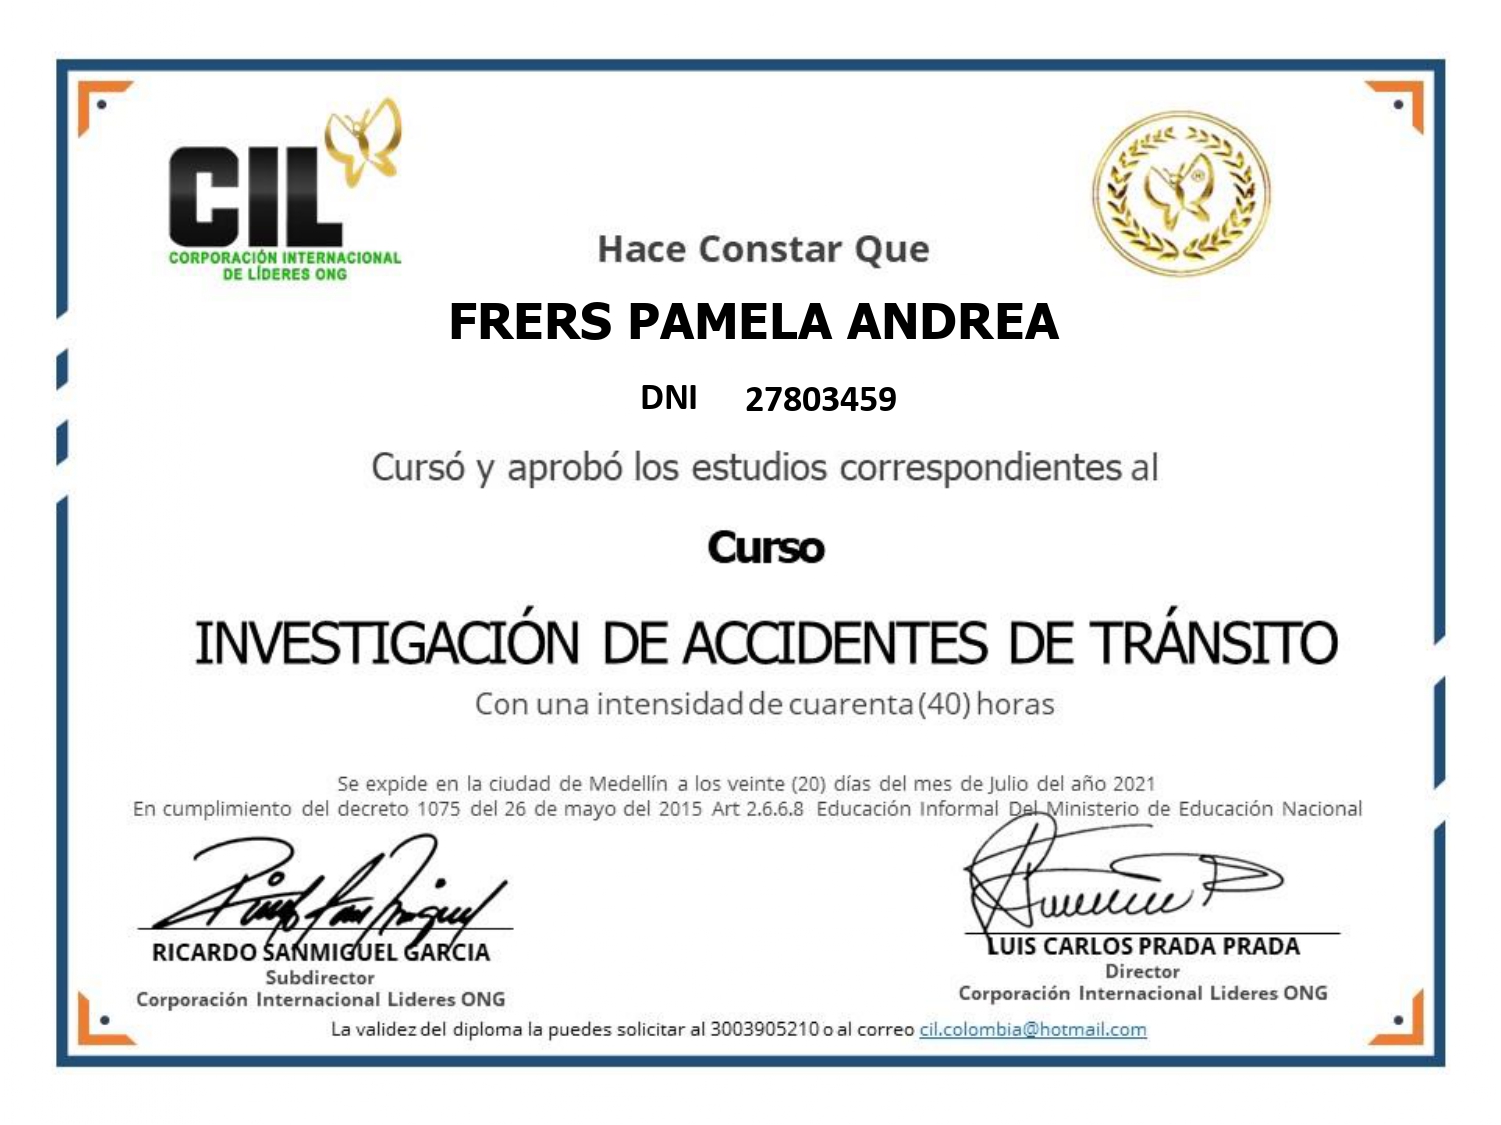 CIL
CORPORACIÓN INTERNACIONAL
DE LÍDERES ONG
®
Hace Constar Que
FRERS PAMELA ANDREA
DNI 27803459
Cursó y aprobó los estudios correspondientes al
Curso
INVESTIGACIÓN DE ACCIDENTES DE TRÁNSITO
Con una intensidad de cuarenta (40) horas
Se expide en la ciudad de Medellín a los veinte (20) días del mes de Julio del año 2021
En cumplimiento del decreto 1075 del 26 de mayo del 2015 Art 2.6.6.8 Educación Informal Del Ministerio de Educación Nacional
RICARDO SANMIGUEL GARCIA
Subdirector
Corporación Internacional Lideres ONG
LUIS CARLOS PRADA PRADA
Director
Corporación Internacional Lideres ONG
La validez del diploma la puedes solicitar al 3003905210 o al correo cil.colombia@hotmail.com